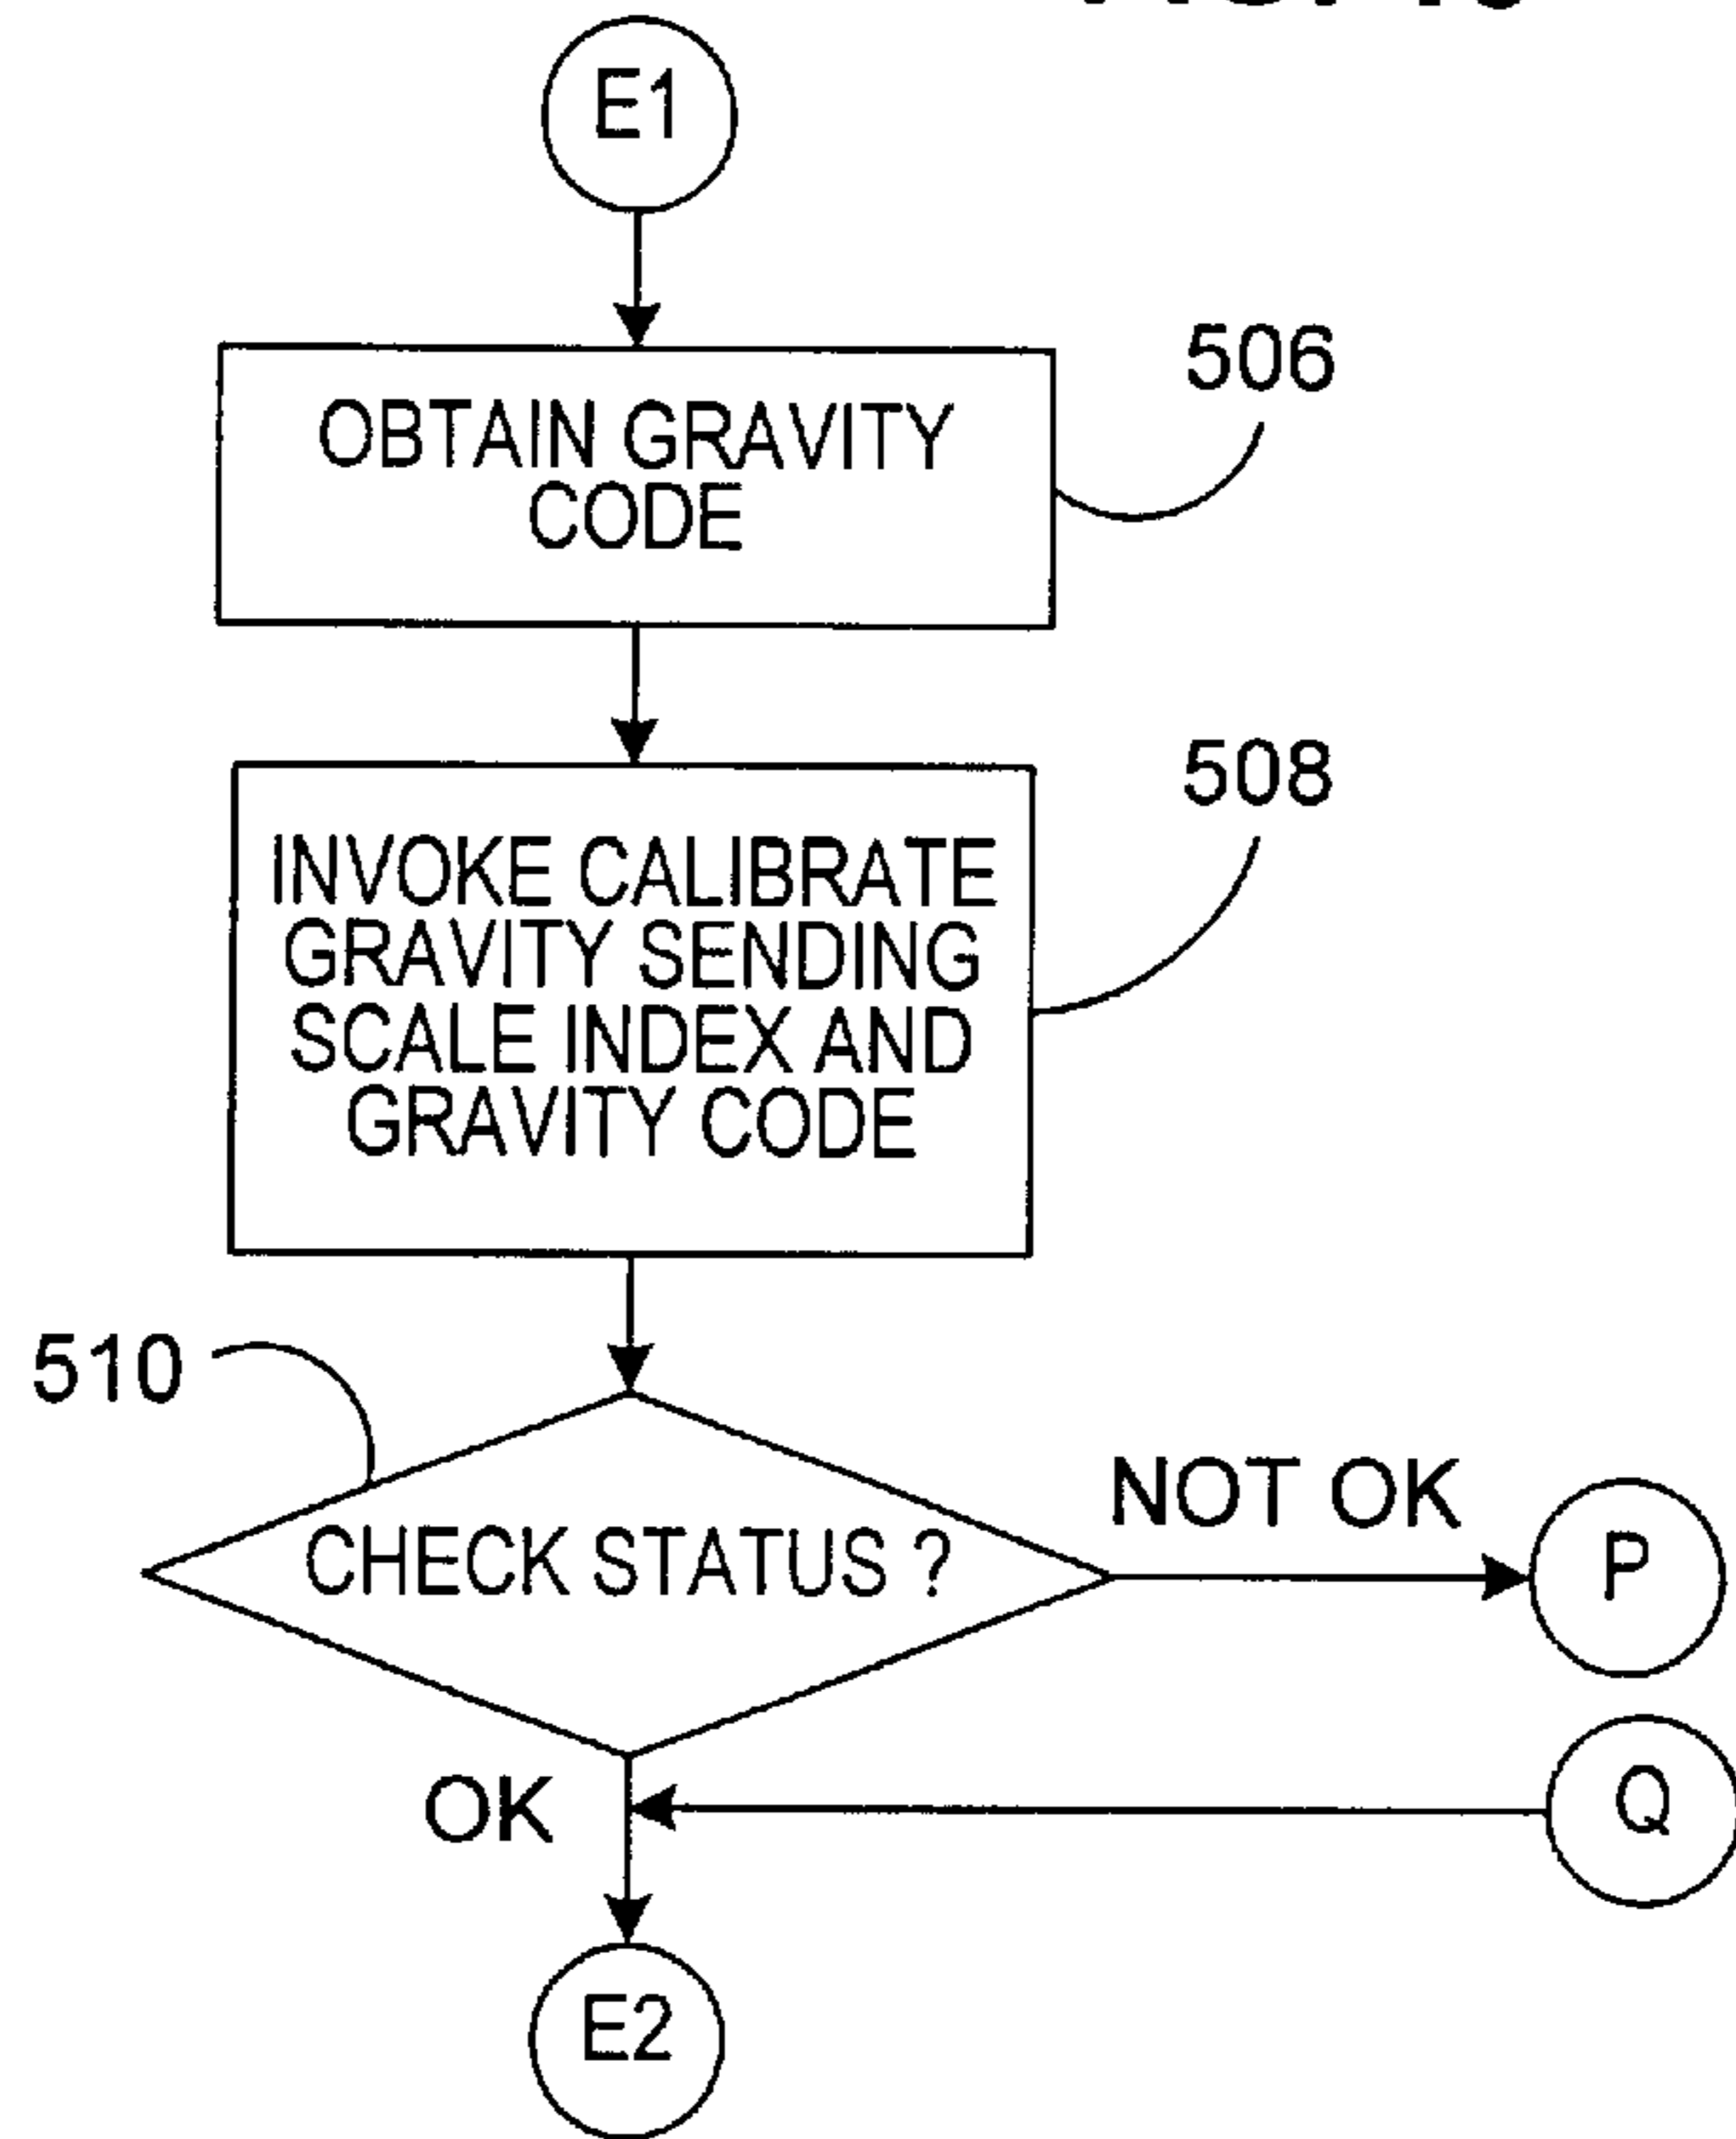 E1
506
OBTAIN GRAVITY
CODE
508
INVOKE CALIBRATE
GRAVITY SENDING
SCALE INDEX AND
GRAVITY CODE
510
NOT OK
CHECK STATUS ?
P
OK
Q
E2